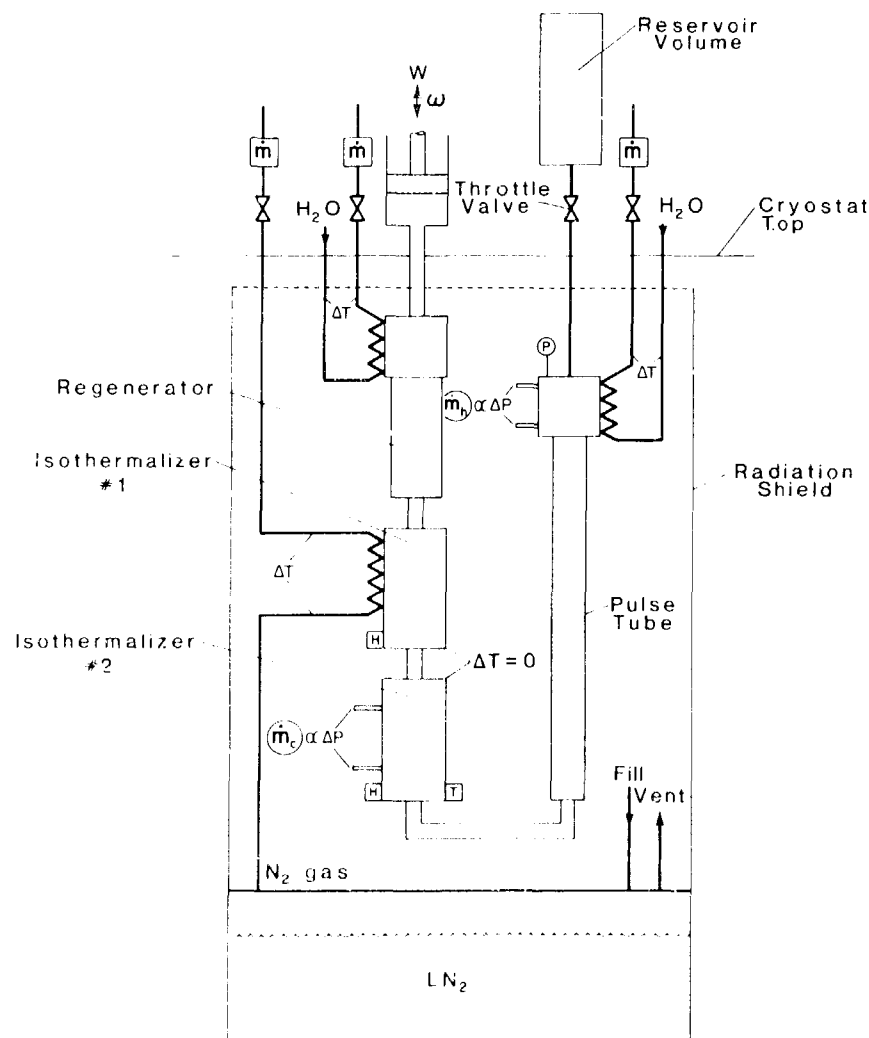 Reservoir
Volume
W
ω
ṁ
ṁ
ṁ
Throttle
Valve
H₂O
H₂O
Cryostat
Top
ΔT
P
ΔT
Regenerator
ṁₕ α ΔP
Isothermalizer
#1
Radiation
Shield
ΔT
Pulse
Tube
Isothermalizer
#2
H
ΔT = 0
ṁ꜀ α ΔP
H
T
Fill
Vent
N₂ gas
LN₂